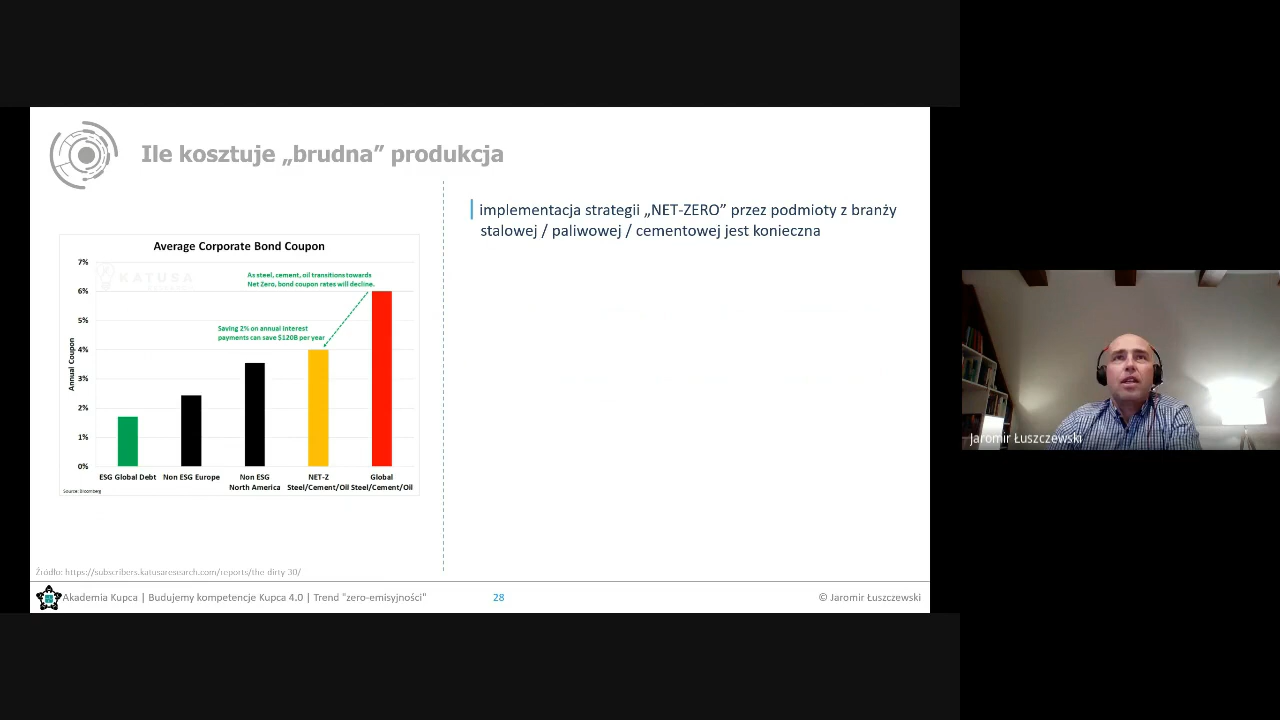 Ile kosztuje „brudna” produkcja
implementacja strategii „NET-ZERO” przez podmioty z branży
stalowej / paliwowej / cementowej jest konieczna
Average Corporate Bond Coupon
KATUSA
As steel, cement, oil transitions towards
Net Zero, bond coupon rates will decline.
Saving 2% on annual interest
payments can save $120B per year
Annual Coupon
7%
6%
5%
4%
3%
2%
1%
0%
ESG Global Debt
Non ESG Europe
Non ESG
North America
NET-Z
Steel/Cement/Oil
Global
Steel/Cement/Oil
Source: bloomberg
Źródło: https://subscribers.katusaresearch.com/reports/the-dirty-30/
Akademia Kupca | Budujemy kompetencje Kupca 4.0 | Trend "zero-emisyjności"
28
© Jaromir Łuszczewski
Jaromir Łuszczewski